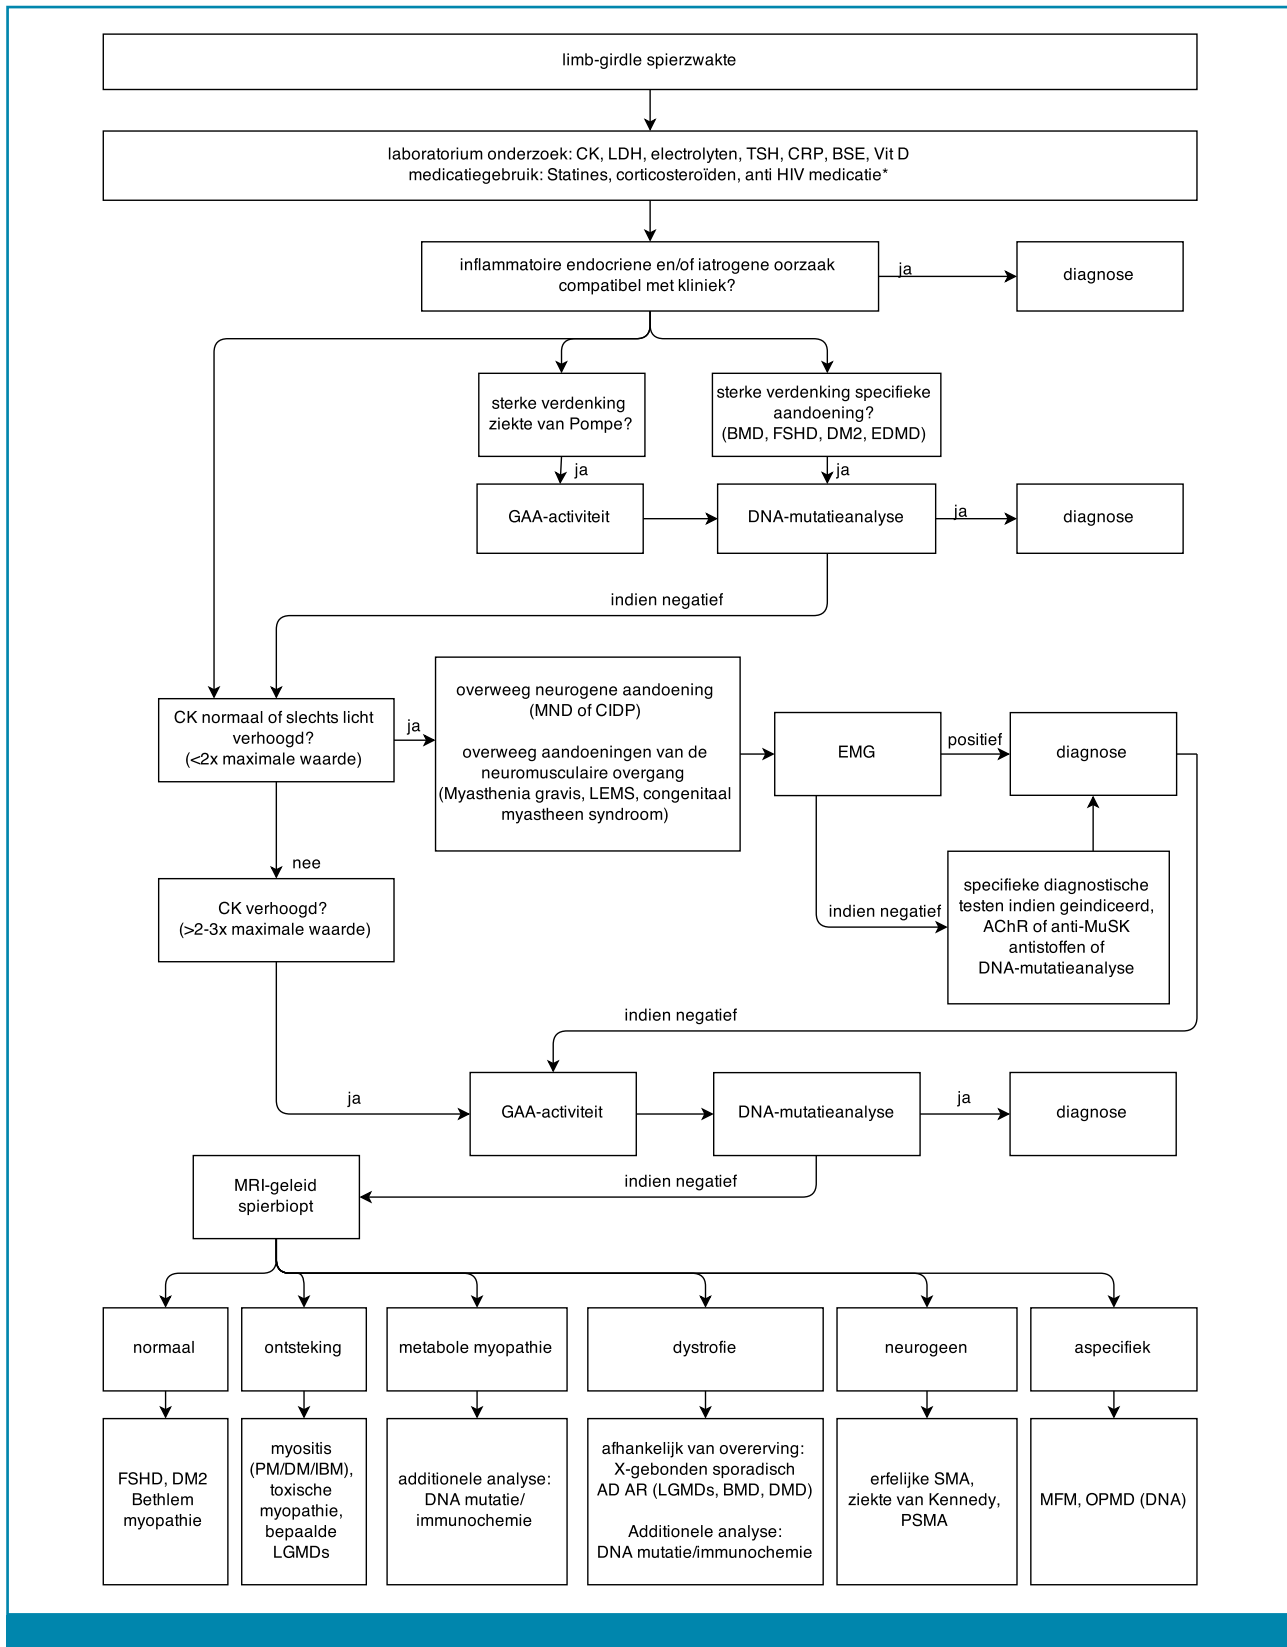 limb-girdle spierzwakte
laboratorium onderzoek: CK, LDH, electrolyten, TSH, CRP, BSE, Vit D
medicatiegebruik: Statines, corticosteroïden, anti HIV medicatie*
inflammatoire endocriene en/of iatrogene oorzaak
compatibel met kliniek?
ja
diagnose
sterke verdenking
ziekte van Pompe?
sterke verdenking specifieke
aandoening?
(BMD, FSHD, DM2, EDMD)
ja
ja
GAA-activiteit
DNA-mutatieanalyse
ja
diagnose
indien negatief
CK normaal of slechts licht
verhoogd?
(<2x maximale waarde)
ja
overweeg neurogene aandoening
(MND of CIDP)
overweeg aandoeningen van de
neuromusculaire overgang
(Myasthenia gravis, LEMS, congenitaal
myastheen syndroom)
EMG
positief
diagnose
nee
CK verhoogd?
(>2-3x maximale waarde)
indien negatief
specifieke diagnostische
testen indien geindiceerd,
AChR of anti-MuSK
antistoffen of
DNA-mutatieanalyse
indien negatief
ja
GAA-activiteit
DNA-mutatieanalyse
ja
diagnose
indien negatief
MRI-geleid
spierbiopt
normaal
ontsteking
metabole myopathie
dystrofie
neurogeen
aspecifiek
FSHD, DM2
Bethlem
myopathie
myositis
(PM/DM/IBM),
toxische
myopathie,
bepaalde
LGMDs
additionele analyse:
DNA mutatie/
immunochemie
afhankelijk van overerving:
X-gebonden sporadisch
AD AR (LGMDs, BMD, DMD)
Additionele analyse:
DNA mutatie/immunochemie
erfelijke SMA,
ziekte van Kennedy,
PSMA
MFM, OPMD (DNA)